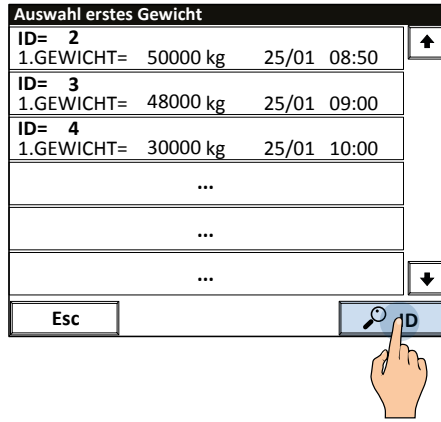 Auswahl erstes Gewicht
ID= 2
1.GEWICHT= 50000 kg 25/01 08:50
ID= 3
1.GEWICHT= 48000 kg 25/01 09:00
ID= 4
1.GEWICHT= 30000 kg 25/01 10:00
...
...
...
Esc ID